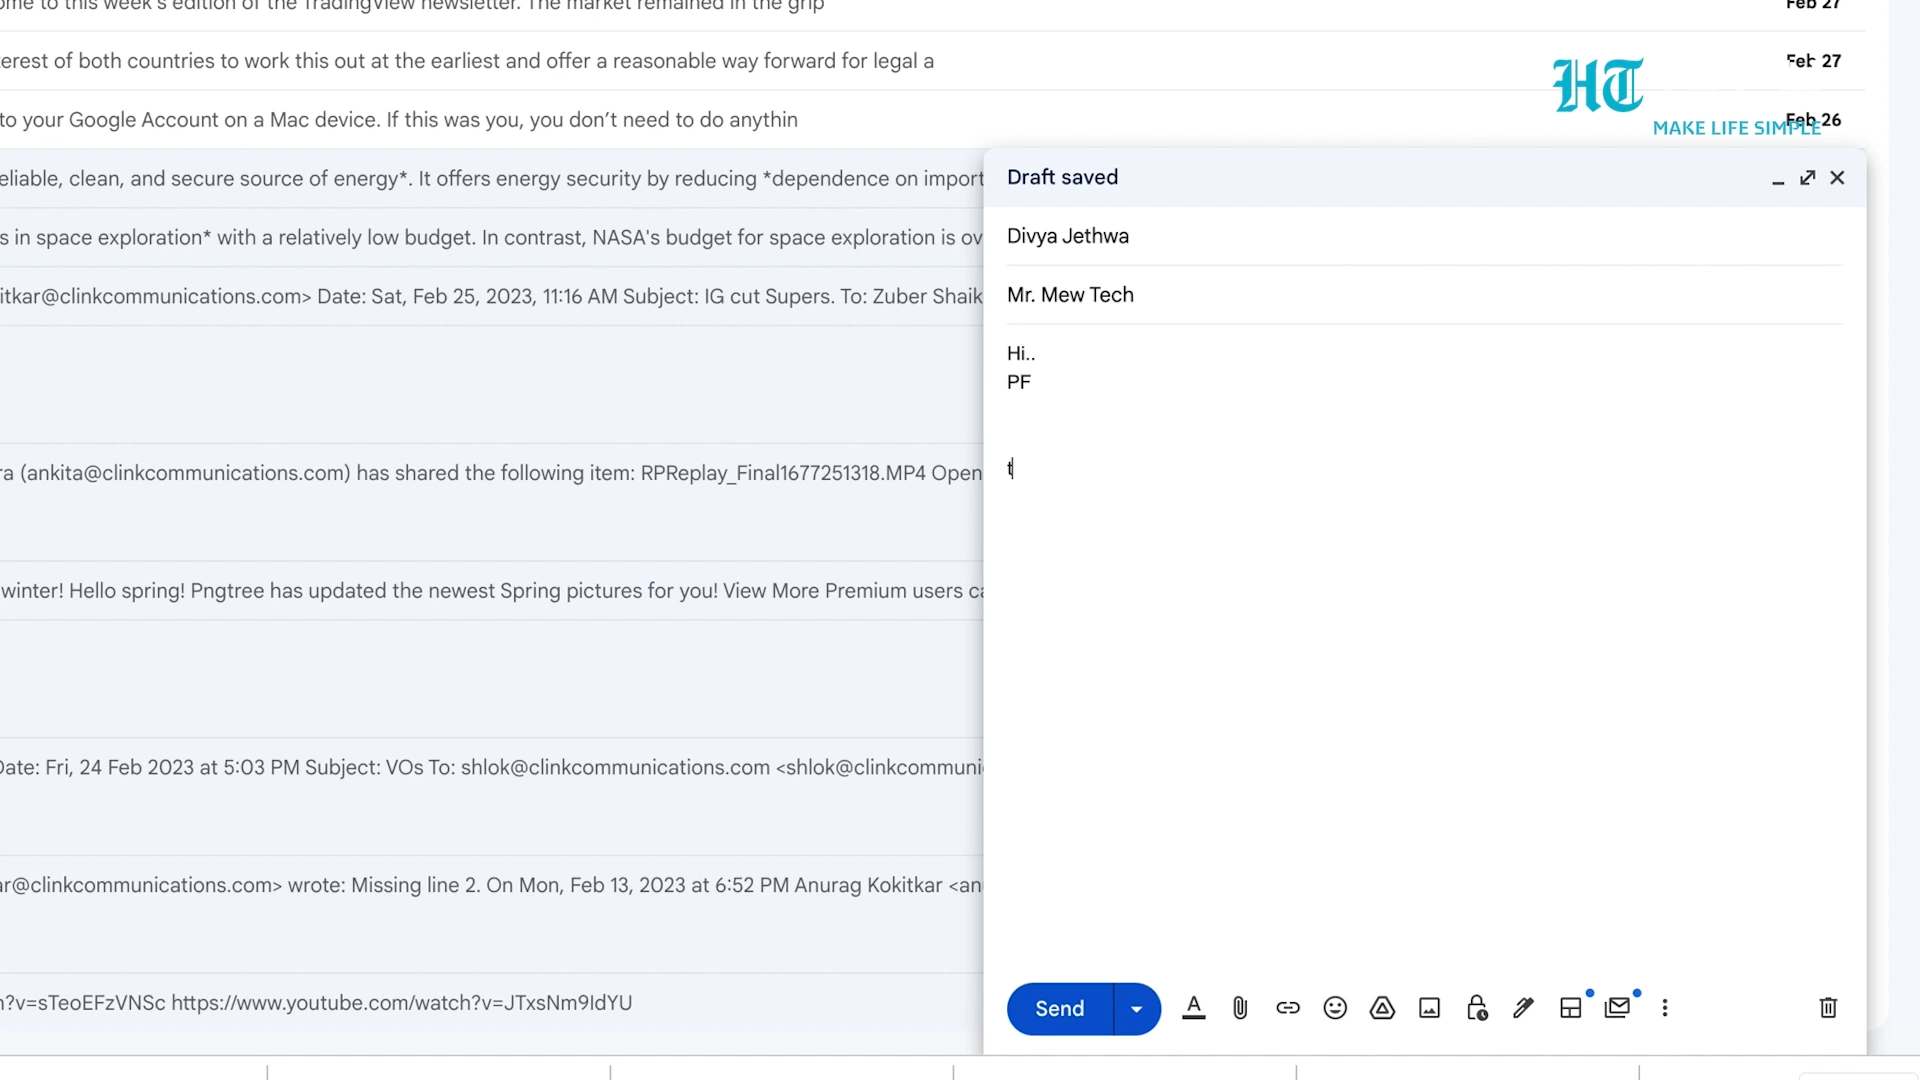 ome to this week's edition of the TradingView newsletter. The market remained in the grip
Feb 27
terest of both countries to work this out at the earliest and offer a reasonable way forward for legal a
Feb 27
HT
to your Google Account on a Mac device. If this was you, you don't need to do anythin
Feb 26
MAKE LIFE SIMPLE
eliable, clean, and secure source of energy*. It offers energy security by reducing *dependence on import
Draft saved
s in space exploration* with a relatively low budget. In contrast, NASA's budget for space exploration is ov
Divya Jethwa
itkar@clinkcommunications.com> Date: Sat, Feb 25, 2023, 11:16 AM Subject: IG cut Supers. To: Zuber Shaik
Mr. Mew Tech
Hi..
PF
t
ra (ankita@clinkcommunications.com) has shared the following item: RPReplay_Final1677251318.MP4 Open
winter! Hello spring! Pngtree has updated the newest Spring pictures for you! View More Premium users ca
Date: Fri, 24 Feb 2023 at 5:03 PM Subject: VOs To: shlok@clinkcommunications.com <shlok@clinkcommuni
ar@clinkcommunications.com> wrote: Missing line 2. On Mon, Feb 13, 2023 at 6:52 PM Anurag Kokitkar <anu
h?v=sTeoEFzVNSc https://www.youtube.com/watch?v=JTxsNm9IdYU
Send